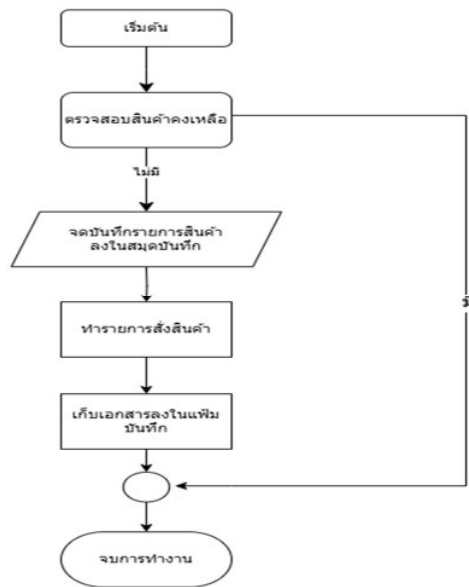 เริ่มต้น
ตรวจสอบสินค้าคงเหลือ
ไม่มี
จดบันทึกรายการสินค้า
ลงในสมุดบันทึก
มี
ทำรายการสั่งสินค้า
เก็บเอกสารลงในแฟ้ม
บันทึก
จบการทำงาน